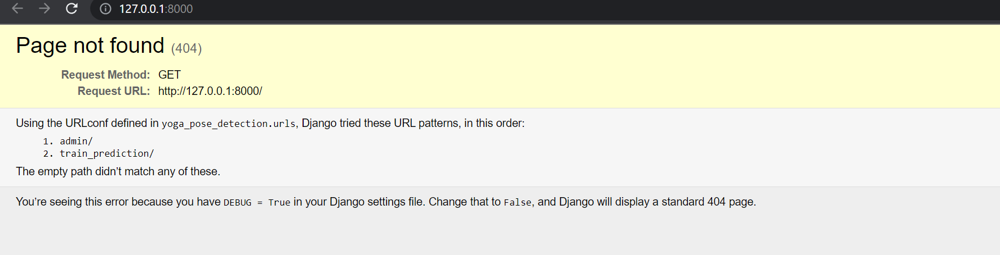 127.0.0.1:8000
Page not found (404)
Request Method: GET
Request URL: http://127.0.0.1:8000/
Using the URLconf defined in yoga_pose_detection.urls, Django tried these URL patterns, in this order:
1. admin/
2. train_prediction/
The empty path didn’t match any of these.
You’re seeing this error because you have DEBUG = True in your Django settings file. Change that to False, and Django will display a standard 404 page.